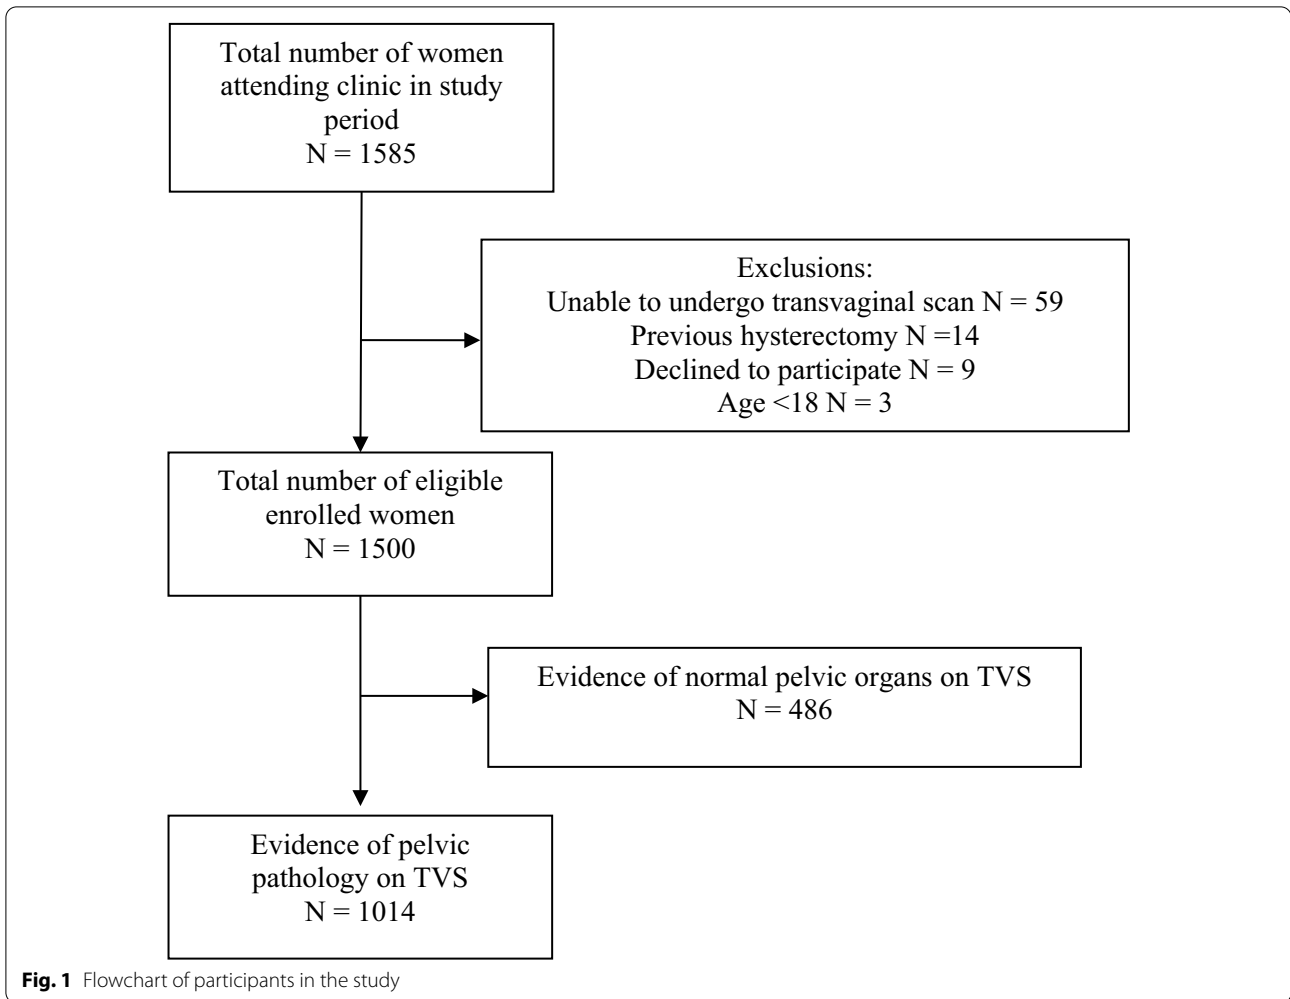 Total number of women
attending clinic in study
period
N = 1585
Exclusions:
Unable to undergo transvaginal scan N = 59
Previous hysterectomy N =14
Declined to participate N = 9
Age <18 N = 3
Total number of eligible
enrolled women
N = 1500
Evidence of normal pelvic organs on TVS
N = 486
Evidence of pelvic
pathology on TVS
N = 1014
Fig. 1 Flowchart of participants in the study